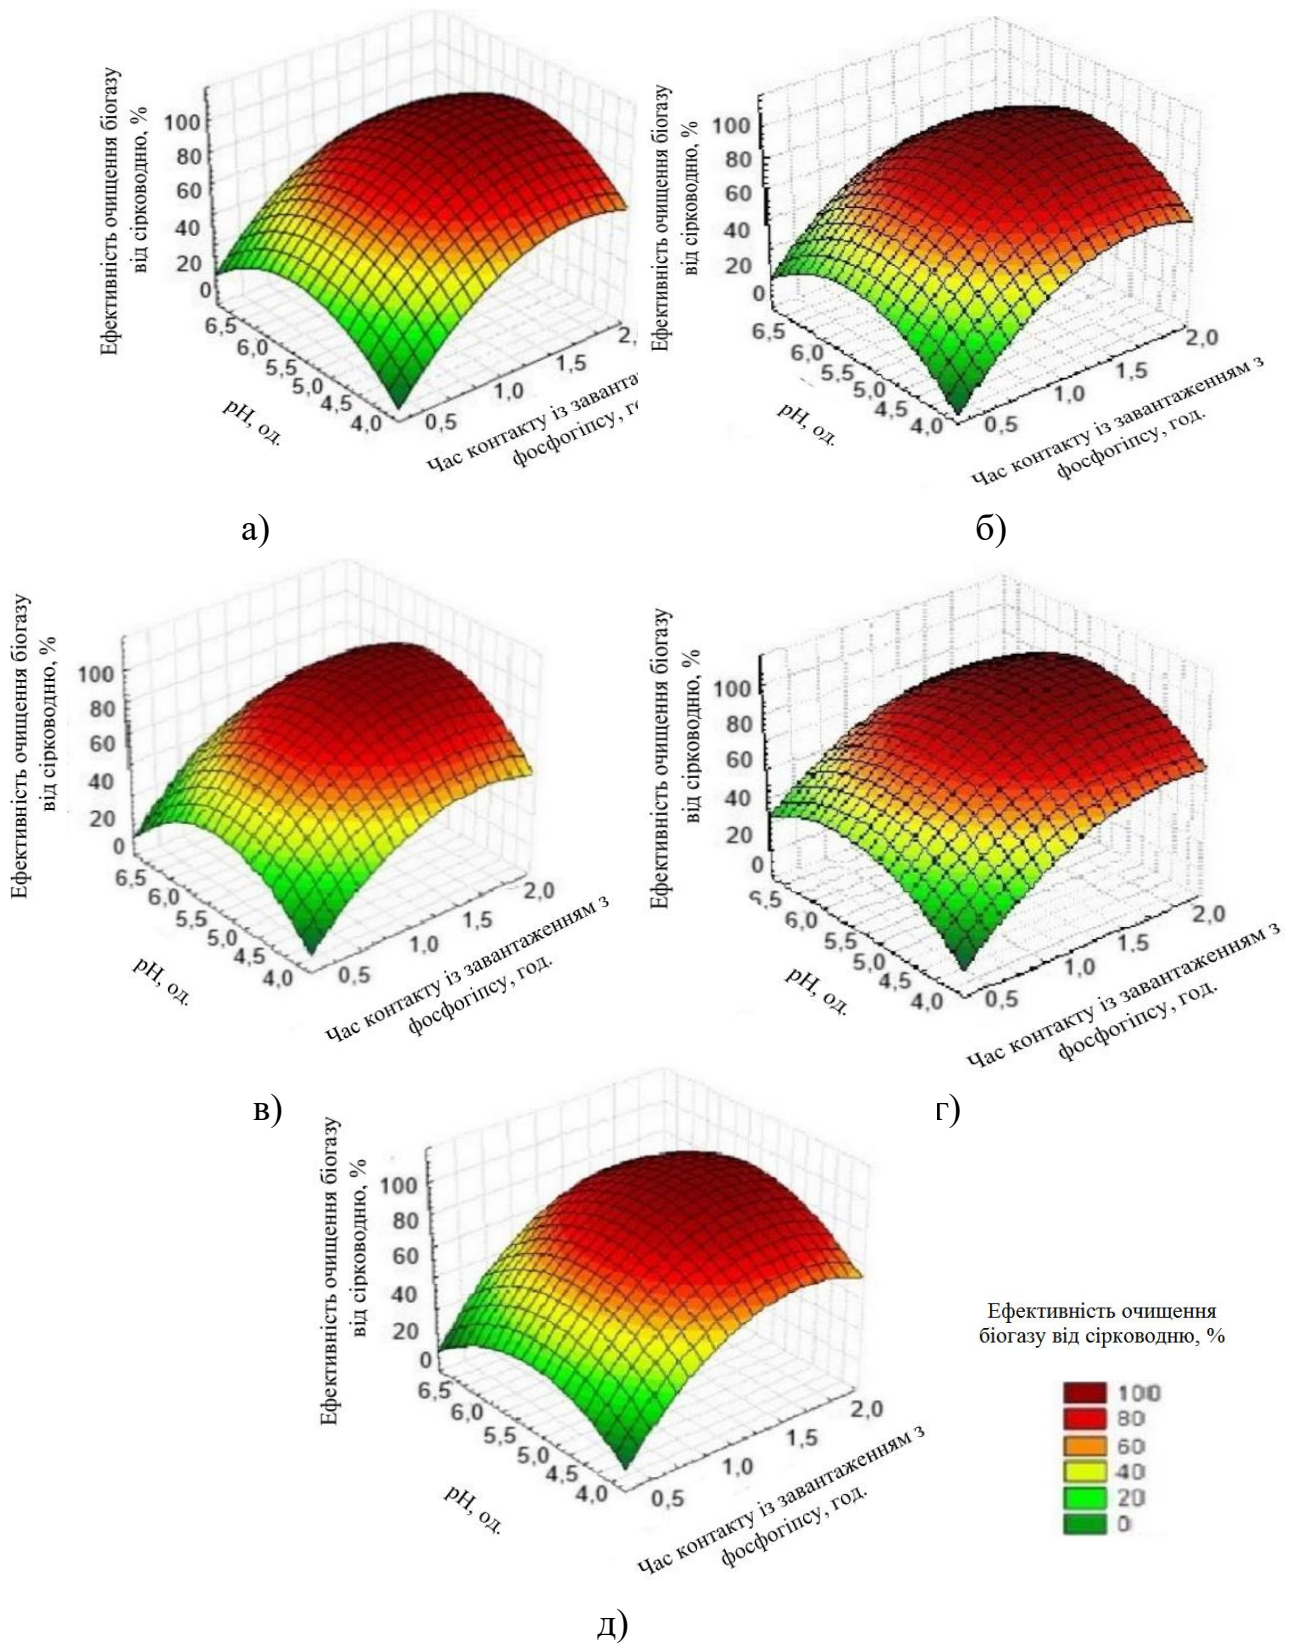 Ефективність очищення біогазу
від сірководню, %
100
80
60
40
20
0
6,5
6,0
5,5
5,0
4,5
4,0
pH, од.
0,5
1,0
1,5
2,
Час контакту із завanта
фосфогіпсу, г
а)
Ефективність очищення біогазу
від сірководню, %
100
80
60
40
20
0
6,5
6,0
5,5
5,0
4,5
4,0
pH, од.
0,5
1,0
1,5
2,0
Час контакту із завантаженням з
фосфогіпсу, год.
б)
Ефективність очищення біогазу
від сірководню, %
100
80
60
40
20
0
6,5
6,0
5,5
5,0
4,5
4,0
pH, од.
0,5
1,0
1,5
2,0
Час контакту із завантаженням з
фосфогіпсу, год.
в)
Ефективність очищення біогазу
від сірководню, %
100
80
60
40
20
0
6,5
6,0
5,5
5,0
4,5
4,0
pH, од.
0,5
1,0
1,5
2,0
Час контакту із завантаженням з
фосфогіпсу, год.
г)
Ефективність очищення біогазу
від сірководню, %
100
80
60
40
20
0
6,5
6,0
5,5
5,0
4,5
4,0
pH, од.
0,5
1,0
1,5
2,0
Час контакту із завантаженням з
фосфогіпсу, год.
д)
Ефективність очищення
біогазу від сірководню, %
100
80
60
40
20
0